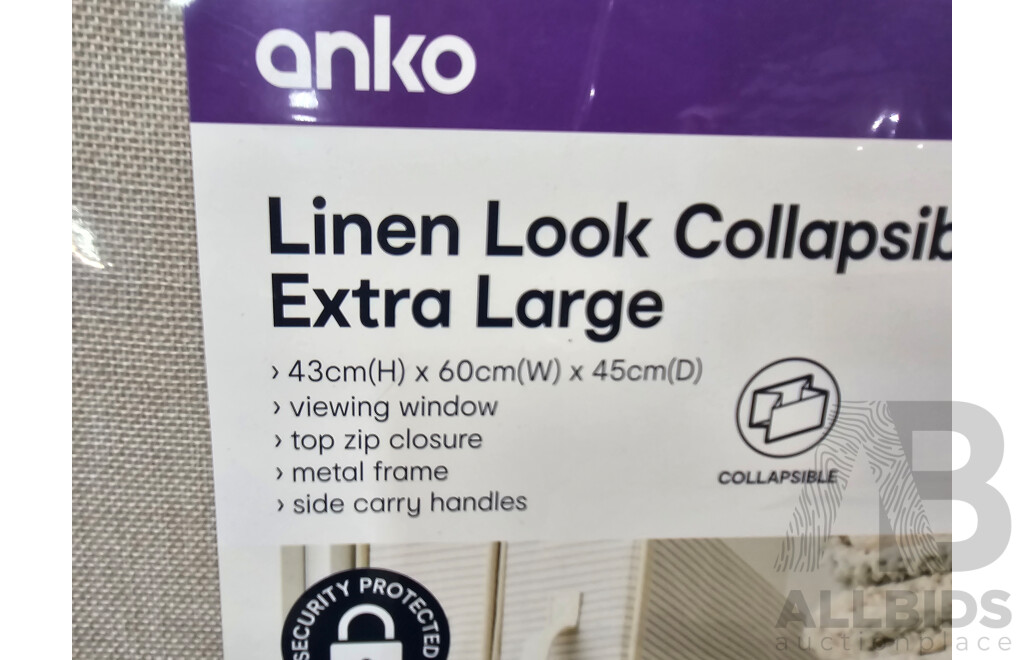 anko
Linen Look Collapsib
Extra Large
› 43cm(H) x 60cm(W) x 45cm(D)
› viewing window
› top zip closure
› metal frame
› side carry handles
COLLAPSIBLE
SECURITY PROTECTED
AB
ALLBIDS
auctionplace